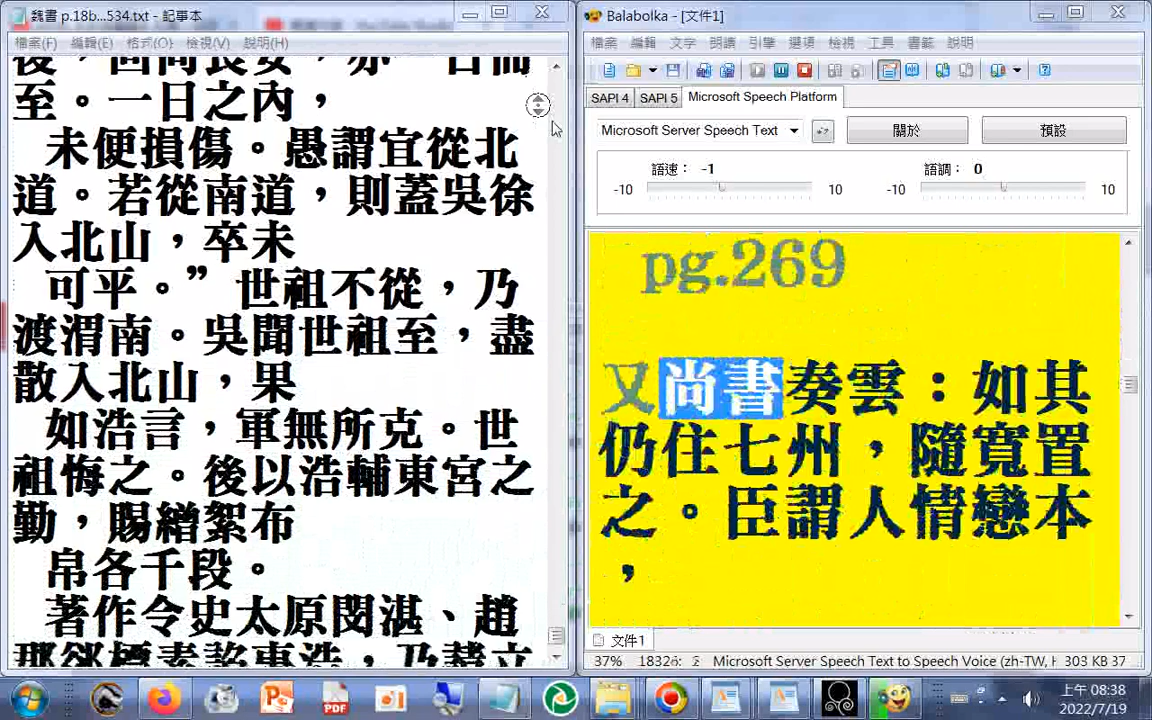 魏書 p.18b...534.txt - 記事本
檔案(F) 編輯(E) 格式(O) 檢視(V) 說明(H)
至。一日之內，
未便損傷。愚謂宜從北
道。若從南道，則蓋吳徐
入北山，卒未
可平。”世祖不從，乃
渡渭南。吳聞世祖至，盡
散入北山，果
如浩言，軍無所克。世
祖悔之。後以浩輔東宮之
勤，賜繒絮布
帛各千段。
著作令史太原閔湛、趙
Balabolka - [文件1]
檔案 編輯 文字 朗讀 引擎 選項 檢視 工具 書籤 說明
SAPI 4 SAPI 5 Microsoft Speech Platform
Microsoft Server Speech Text 關於 預設
語速： -1 語調： 0
-10 10 -10 10
pg.269
又尚書奏雲：如其
仍住七州，隨寬置
之。臣謂人情戀本
，
文件1
37% Microsoft Server Speech Text to Speech Voice (zh-TW, H 303 KB 37
上午 08:38
2022/7/19